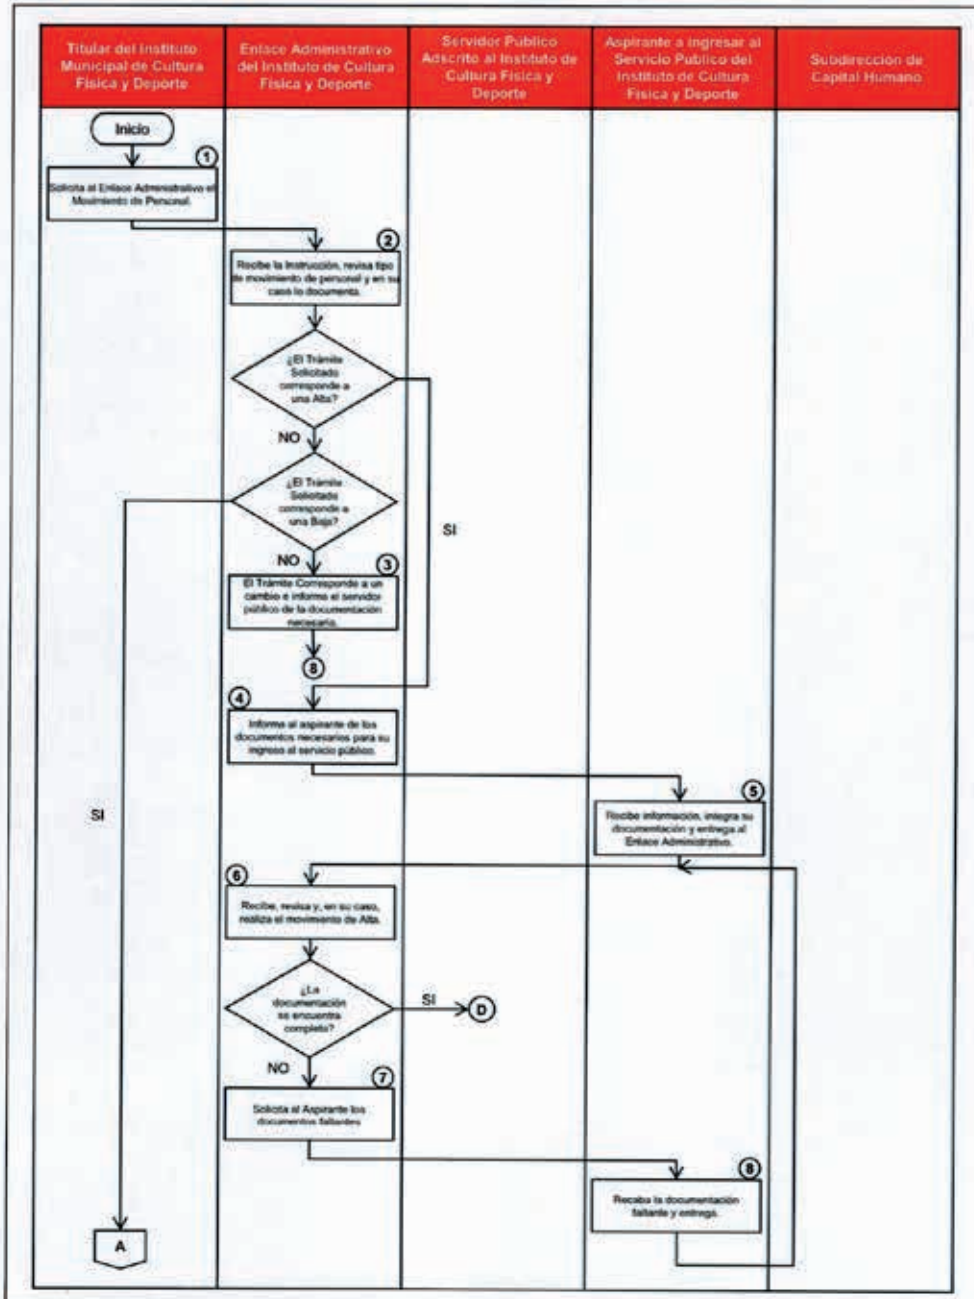 Titular del Instituto
Municipal de Cultura
Física y Deporte
Enlace Administrativo
del Instituto de Cultura
Física y Deporte
Servidor Público
Adscrito al Instituto de
Cultura Física y
Deporte
Aspirante a Ingresar al
Servicio Público del
Instituto de Cultura
Física y Deporte
Subdirección de
Capital Humano
Inicio
1
Solicita al Enlace Administrativo el
Movimiento de Personal.
2
Recibe la Instrucción, revisa tipo
de movimiento de personal y en su
caso lo documenta.
¿El Trámite
Solicitado
corresponde a
una Alta?
NO
¿El Trámite
Solicitado
corresponde a
una Baja?
SI
NO
3
El Trámite Corresponde a un
cambio e informa al servidor
público de la documentación
necesaria.
8
4
Informa al aspirante de los
documentos necesarios para su
ingreso al servicio público.
SI
5
Recibe información, integra su
documentación y entrega al
Enlace Administrativo.
6
Recibe, revisa y, en su caso,
realiza el movimiento de Alta.
¿La
documentación
se encuentra
completa?
SI
D
NO
7
Solicita al Aspirante los
documentos faltantes
8
Recaba la documentación
faltante y entrega.
A